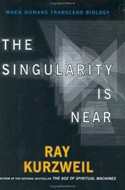 WHEN HUMANS TRANSCEND BIOLOGY
THE
SINGULARITY
IS
NEAR
RAY
KURZWEIL
AUTHOR OF THE NATIONAL BESTSELLER THE AGE OF SPIRITUAL MACHINES